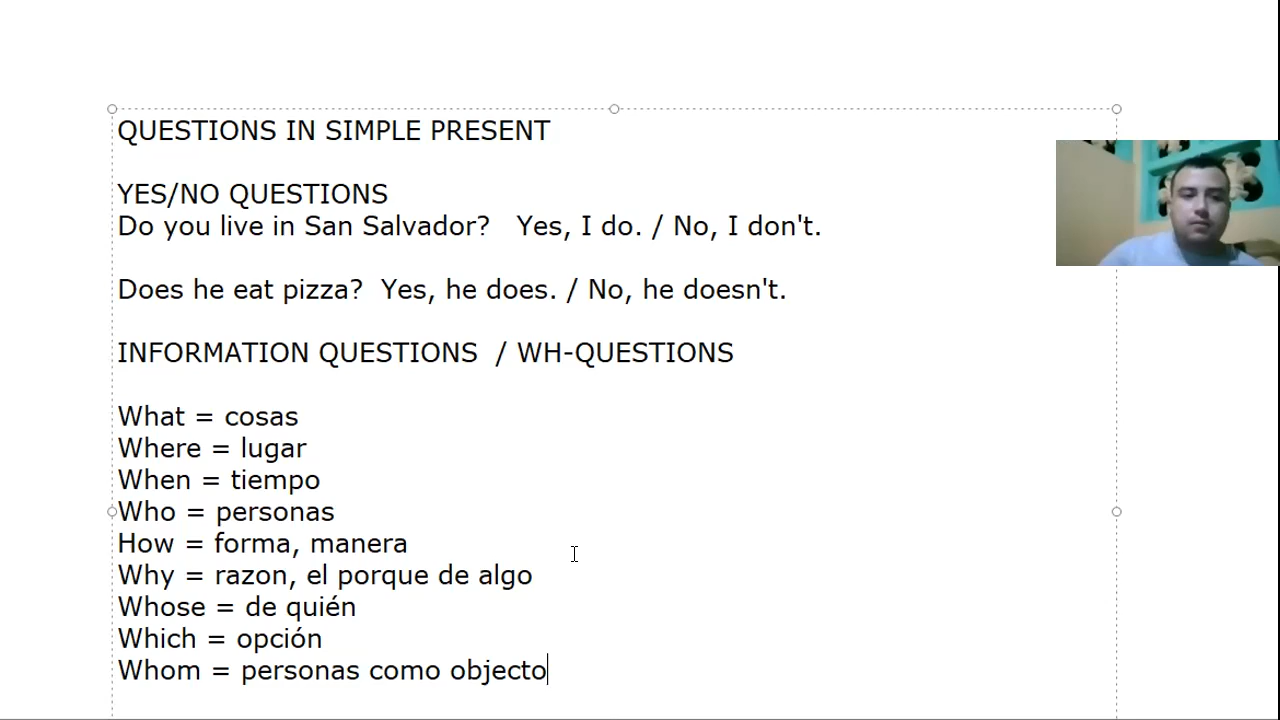 QUESTIONS IN SIMPLE PRESENT
YES/NO QUESTIONS
Do you live in San Salvador? Yes, I do. / No, I don't.
Does he eat pizza? Yes, he does. / No, he doesn't.
INFORMATION QUESTIONS / WH-QUESTIONS
What = cosas
Where = lugar
When = tiempo
Who = personas
How = forma, manera
Why = razon, el porque de algo
Whose = de quién
Which = opción
Whom = personas como objecto